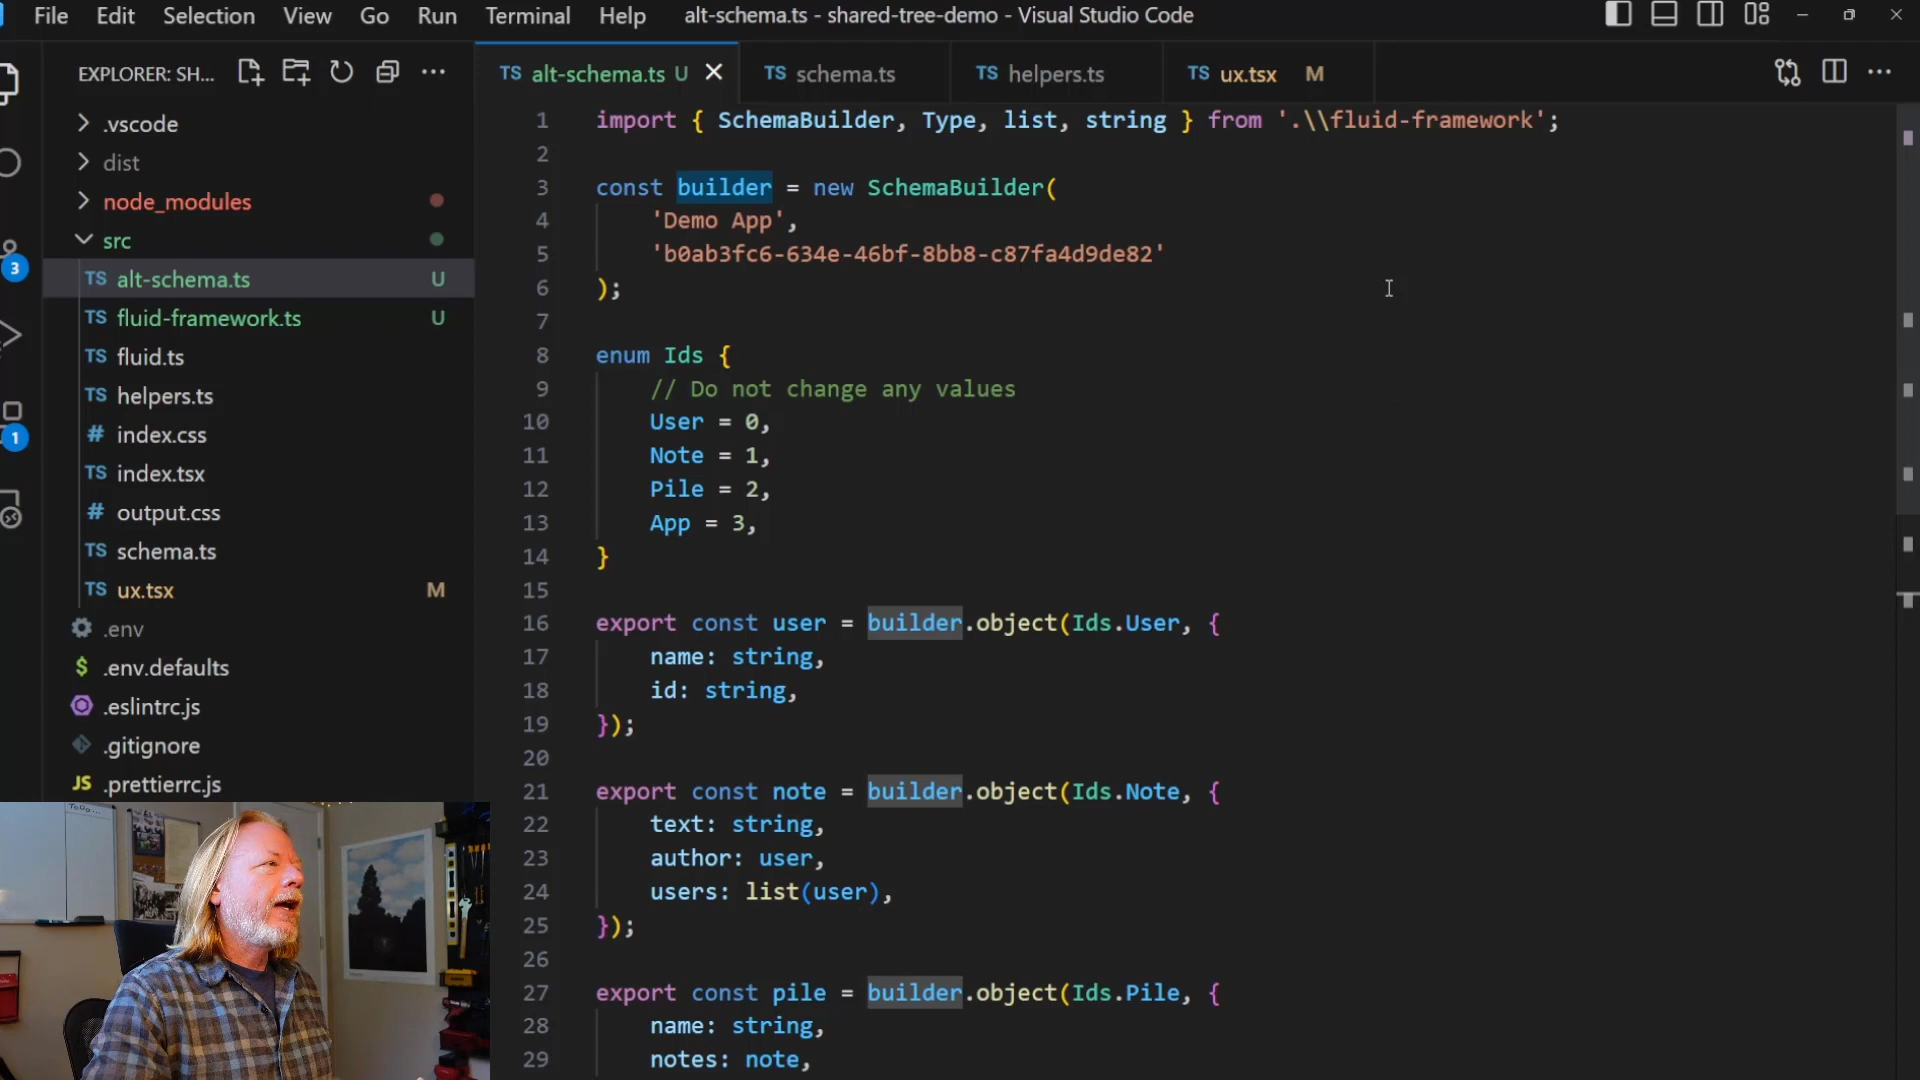 File Edit Selection View Go Run Terminal Help alt-schema.ts - shared-tree-demo - Visual Studio Code
EXPLORER: SH...
TS alt-schema.ts U
TS schema.ts
TS helpers.ts
TS ux.tsx M
.vscode
dist
node_modules
src
TS alt-schema.ts U
TS fluid-framework.ts U
TS fluid.ts
TS helpers.ts
# index.css
TS index.tsx
# output.css
TS schema.ts
TS ux.tsx M
.env
$ .env.defaults
.eslintrc.js
.gitignore
JS .prettierrc.js
3
1
1 import { SchemaBuilder, Type, list, string } from '.\\fluid-framework';
2
3 const builder = new SchemaBuilder(
4 'Demo App',
5 'b0ab3fc6-634e-46bf-8bb8-c87fa4d9de82'
6 );
7
8 enum Ids {
9 // Do not change any values
10 User = 0,
11 Note = 1,
12 Pile = 2,
13 App = 3,
14 }
15
16 export const user = builder.object(Ids.User, {
17 name: string,
18 id: string,
19 });
20
21 export const note = builder.object(Ids.Note, {
22 text: string,
23 author: user,
24 users: list(user),
25 });
26
27 export const pile = builder.object(Ids.Pile, {
28 name: string,
29 notes: note,